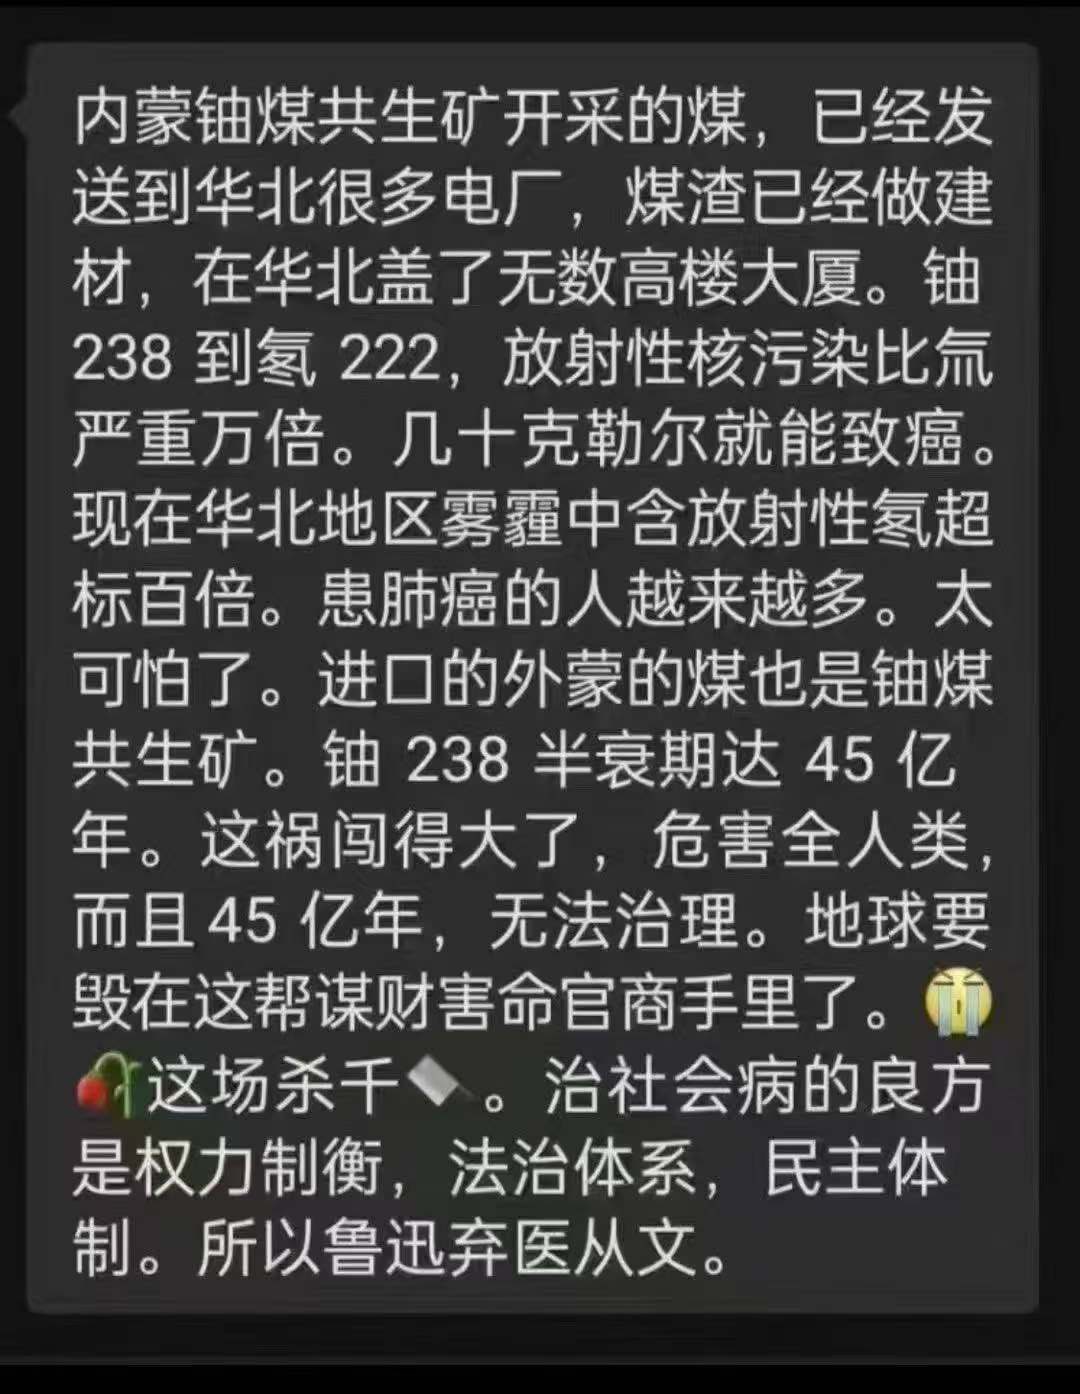 内蒙铀煤共生矿开采的煤，已经发
送到华北很多电厂，煤渣已经做建
材，在华北盖了无数高楼大厦。铀
238 到氡 222，放射性核污染比氚
严重万倍。几十克勒尔就能致癌。
现在华北地区雾霾中含放射性氡超
标百倍。患肺癌的人越来越多。太
可怕了。进口的外蒙的煤也是铀煤
共生矿。铀 238 半衰期达 45 亿
年。这祸闯得大了，危害全人类，
而且45 亿年，无法治理。地球要
毁在这帮谋财害命官商手里了。😭
🥀这场杀千🔪。治社会病的良方
是权力制衡，法治体系，民主体
制。所以鲁迅弃医从文。